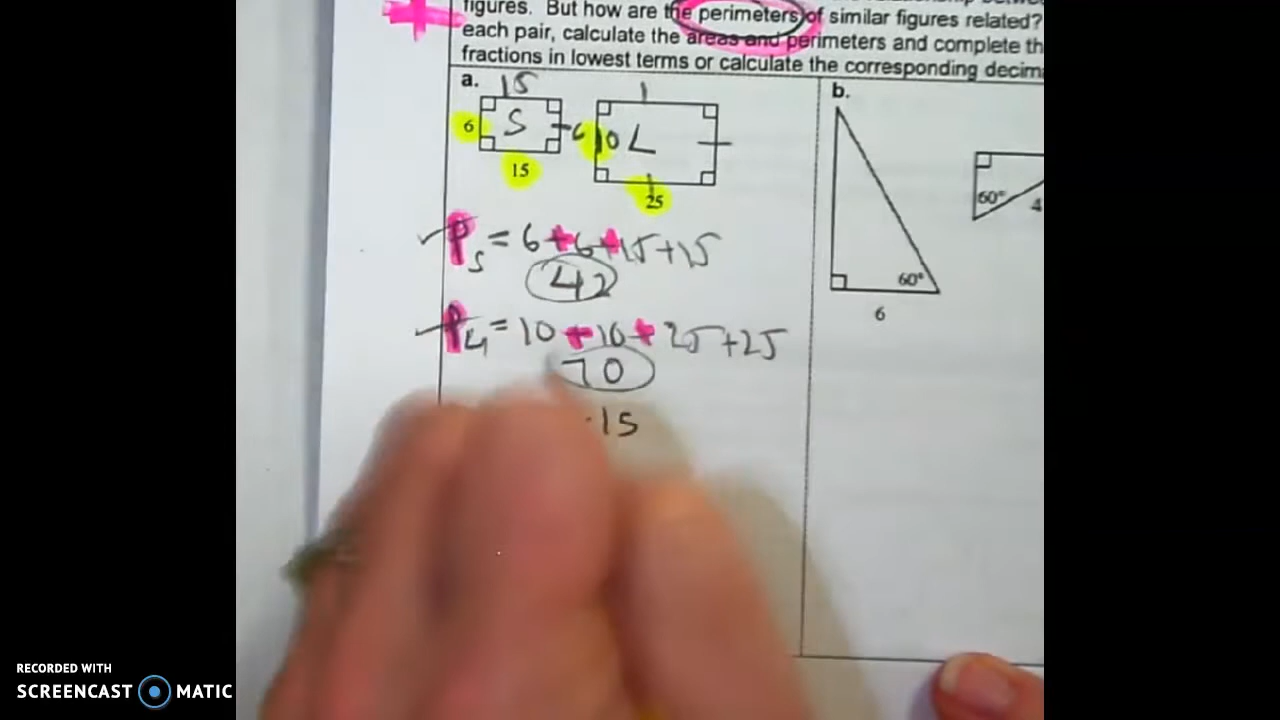 figures. But how are the perimeters of similar figures related?
each pair, calculate the areas and perimeters and complete th
fractions in lowest terms or calculate the corresponding decim
a. 15
6 S 6 10 L
15
25
Ps = 6+6+15+15
42
PL = 10+10+25+25
70
·15
b.
60°
6
60°
4
RECORDED WITH
SCREENCAST MATIC